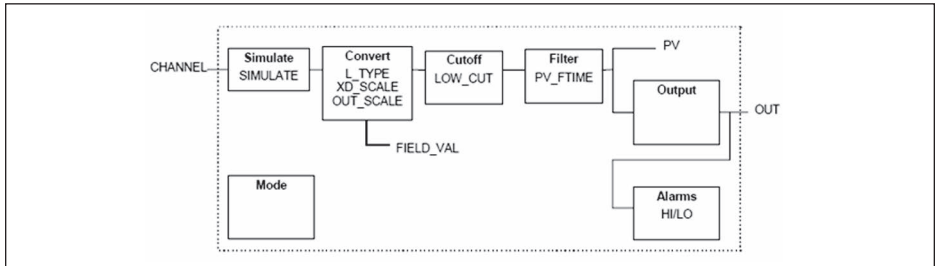 CHANNEL
Simulate
SIMULATE
Convert
L_TYPE
XD_SCALE
OUT_SCALE
Cutoff
LOW_CUT
Filter
PV_FTIME
PV
Output
OUT
FIELD_VAL
Mode
Alarms
HI/LO